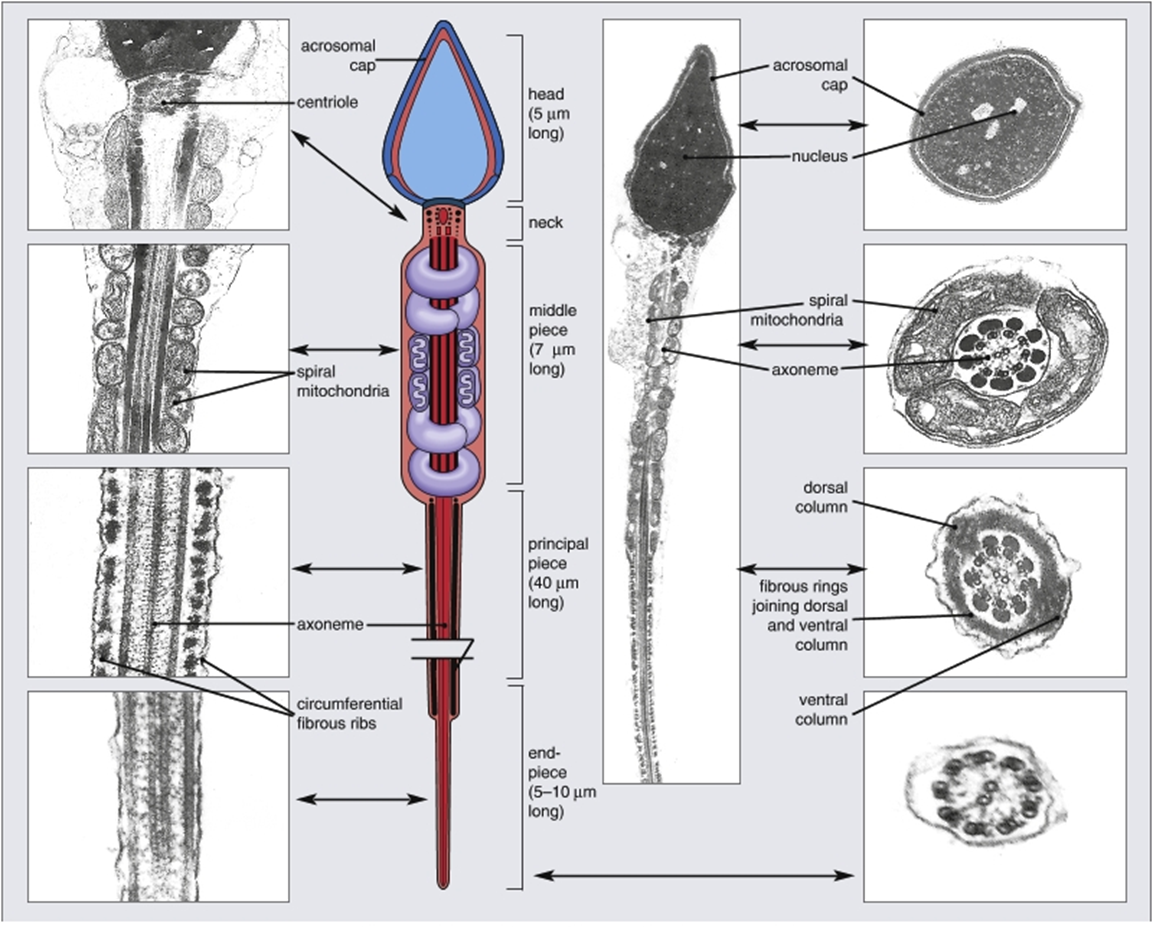 acrosomal
cap
centriole
head
(5 μm
long)
neck
middle
piece
(7 μm
long)
spiral
mitochondria
principal
piece
(40 μm
long)
axoneme
circumferential
fibrous ribs
end-
piece
(5–10 μm
long)
acrosomal
cap
nucleus
spiral
mitochondria
axoneme
dorsal
column
fibrous rings
joining dorsal
and ventral
column
ventral
column